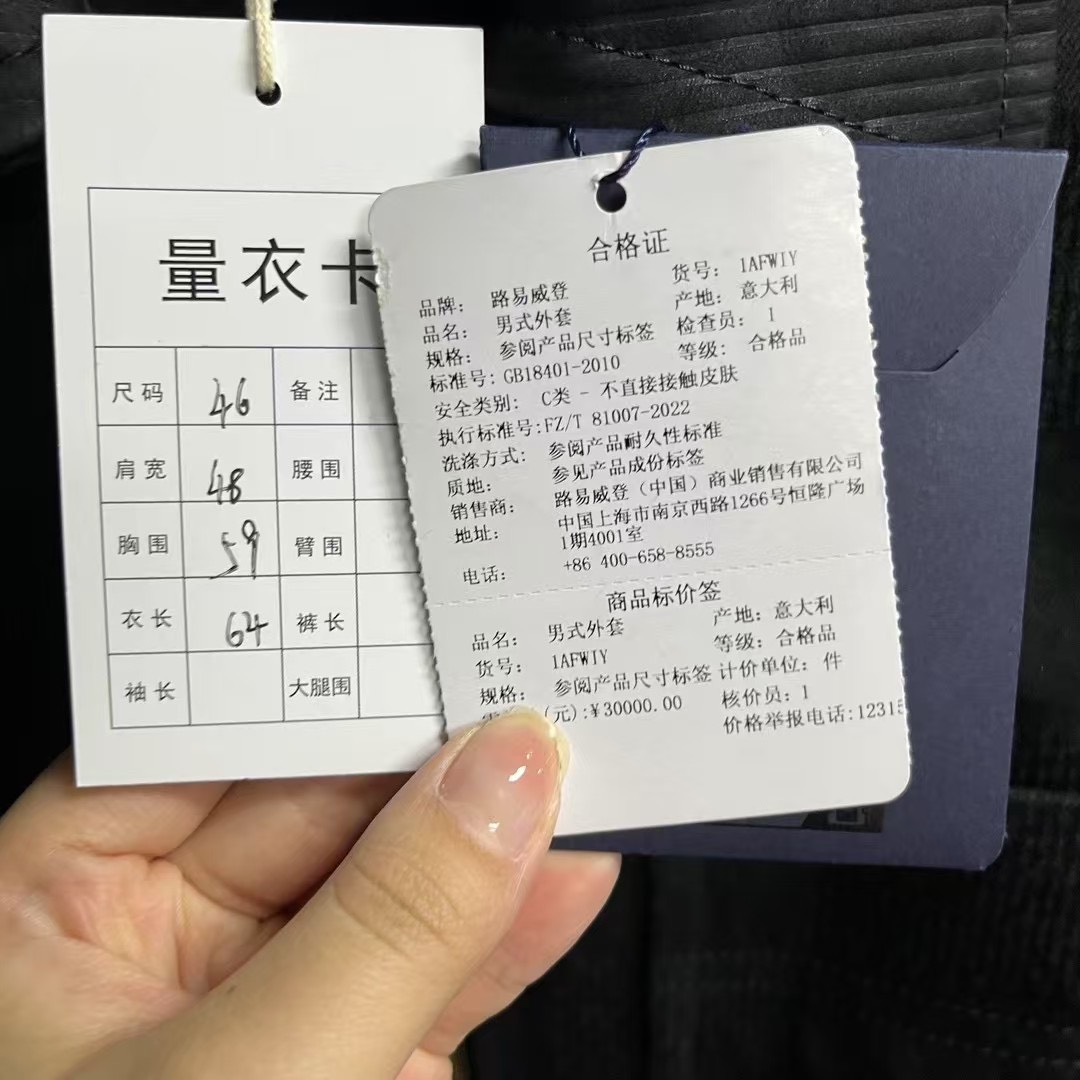 量衣卡
尺码 46 备注
肩宽 48 腰围
胸围 59 臂围
衣长 64 裤长
袖长 大腿围
合格证
品牌: 路易威登 货号: 1AFWIY
品名: 男式外套 产地: 意大利
规格: 参阅产品尺寸标签 检查员: 1
标准号: GB18401-2010 等级: 合格品
安全类别: C类 - 不直接接触皮肤
执行标准号:FZ/T 81007-2022
洗涤方式: 参阅产品耐久性标准
质地: 参见产品成份标签
销售商: 路易威登（中国）商业销售有限公司
地址: 中国上海市南京西路1266号恒隆广场
1期4001室
电话: +86 400-658-8555
商品标价签
品名: 男式外套 产地: 意大利
货号: 1AFWIY 等级: 合格品
规格: 参阅产品尺寸标签 计价单位: 件
(元):¥30000.00 核价员: 1
价格举报电话:12315